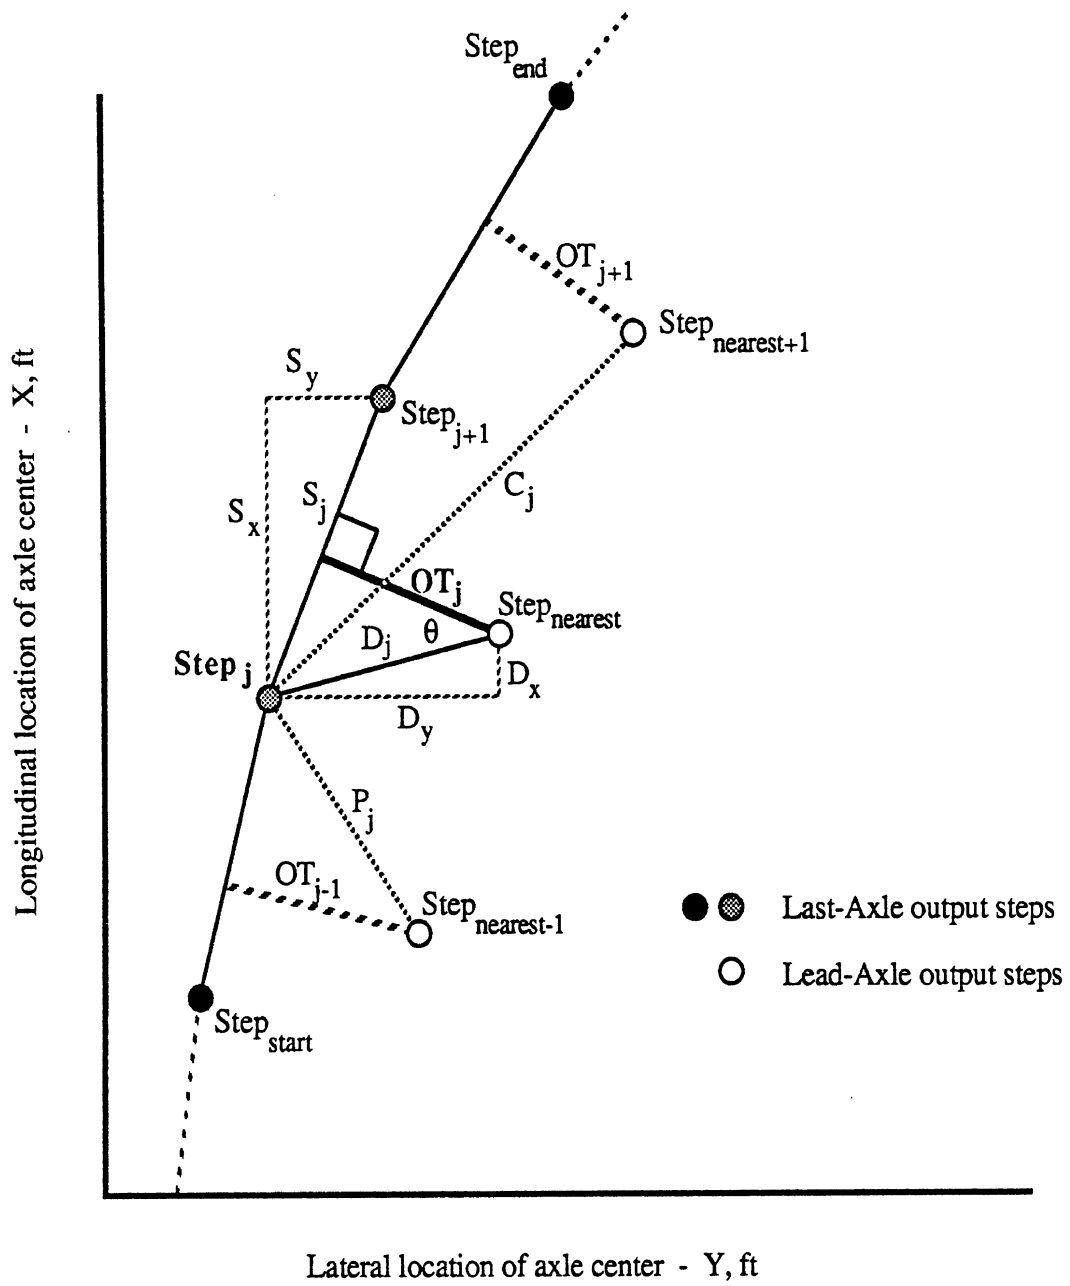 Step end
OT j+1
Step nearest+1
S y
Step j+1
C j
S j
S x
OT j
Step nearest
D j
θ
Step j
D x
D y
P j
OT j-1
Step nearest-1
Last-Axle output steps
Lead-Axle output steps
Step start
Longitudinal location of axle center - X, ft
Lateral location of axle center - Y, ft